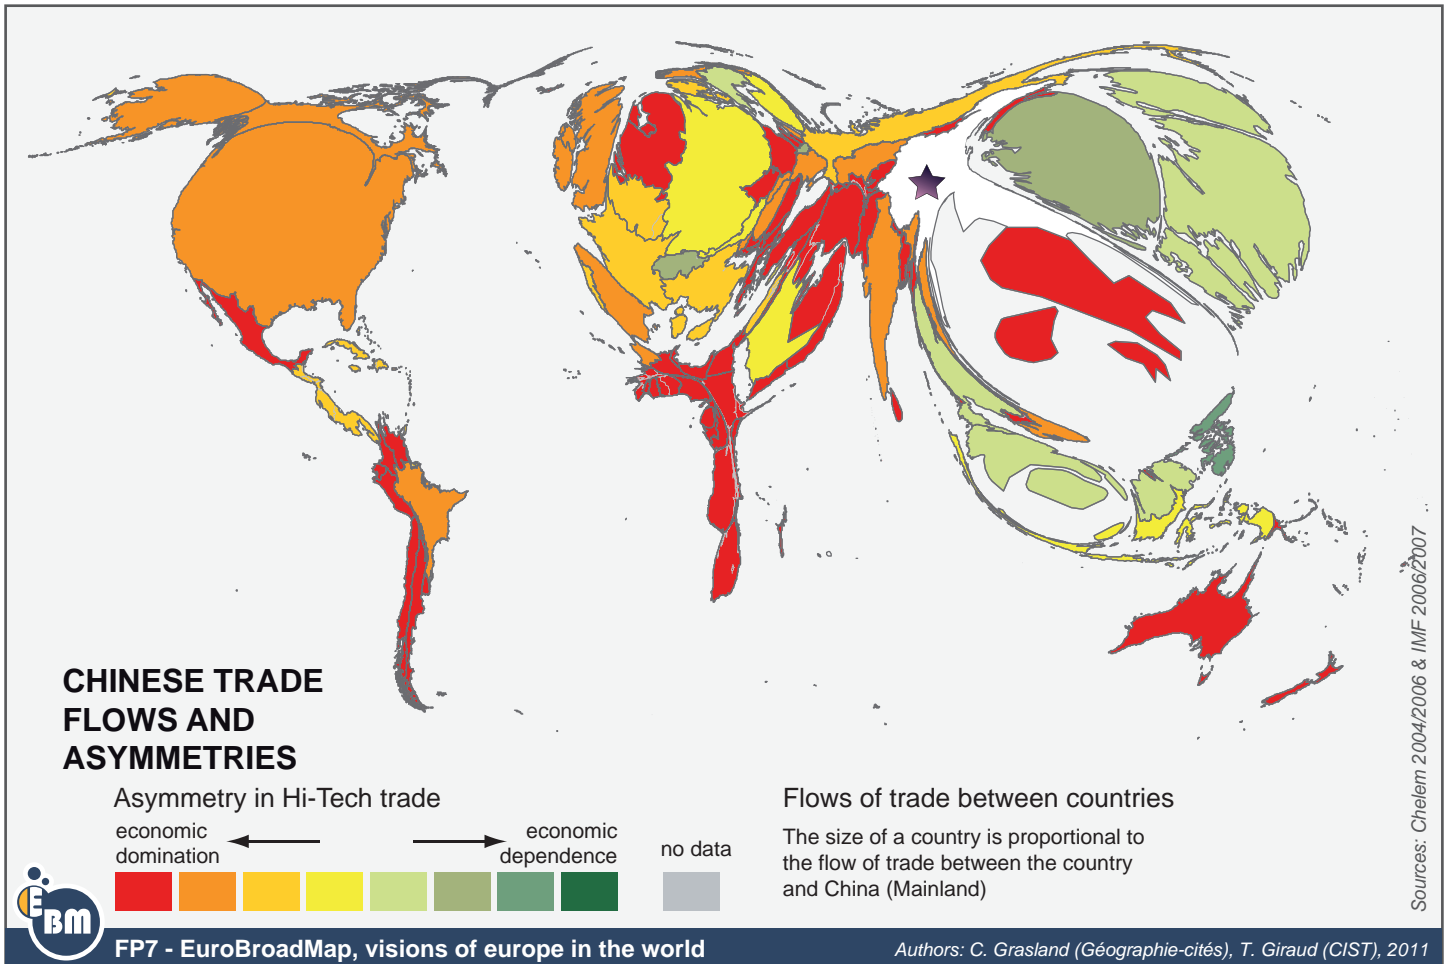 CHINESE TRADE
FLOWS AND
ASYMMETRIES
Asymmetry in Hi-Tech trade
economic
domination
economic
dependence
no data
Flows of trade between countries
The size of a country is proportional to
the flow of trade between the country
and China (Mainland)
Sources: Chelem 2004/2006 & IMF 2006/2007
EBM
FP7 - EuroBroadMap, visions of europe in the world
Authors: C. Grasland (Géographie-cités), T. Giraud (CIST), 2011